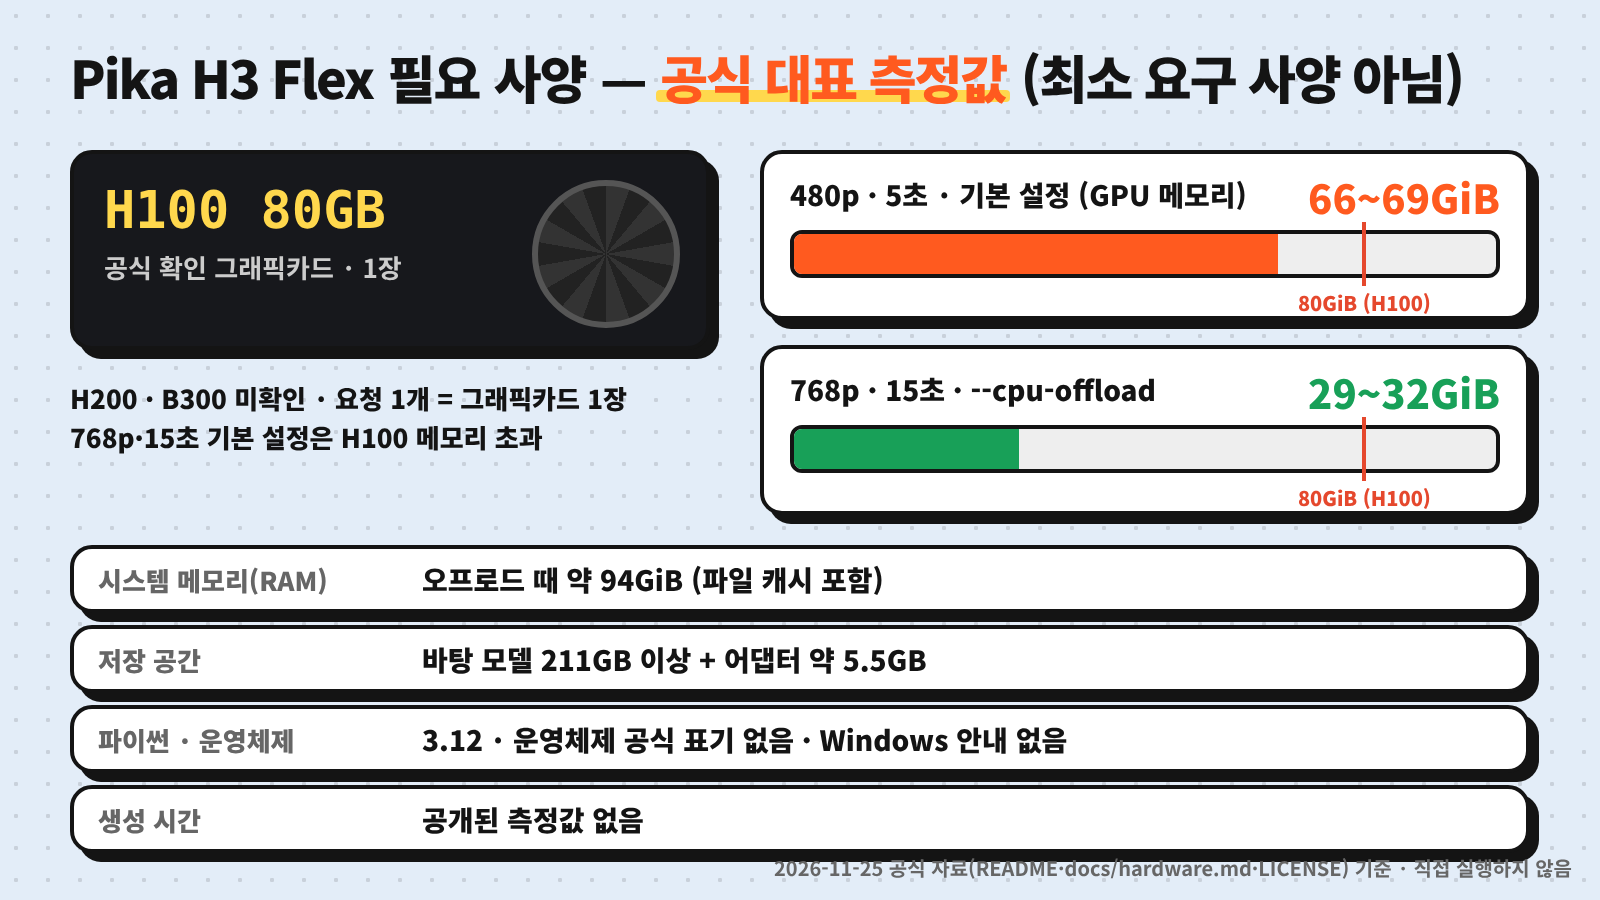 Pika H3 Flex 필요 사양 — 공식 대표 측정값 (최소 요구 사양 아님)
H100 80GB
공식 확인 그래픽카드 · 1장
H200 · B300 미확인 · 요청 1개 = 그래픽카드 1장
768p·15초 기본 설정은 H100 메모리 초과
480p · 5초 · 기본 설정 (GPU 메모리)
66~69GiB
80GiB (H100)
768p · 15초 · --cpu-offload
29~32GiB
80GiB (H100)
시스템 메모리(RAM)
오프로드 때 약 94GiB (파일 캐시 포함)
저장 공간
바탕 모델 211GB 이상 + 어댑터 약 5.5GB
파이썬 · 운영체제
3.12 · 운영체제 공식 표기 없음 · Windows 안내 없음
생성 시간
공개된 측정값 없음
2026-11-25 공식 자료(README·docs/hardware.md·LICENSE) 기준 · 직접 실행하지 않음